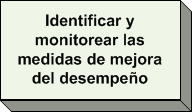 Identificar y
monitorear las
medidas de mejora
del desempeño